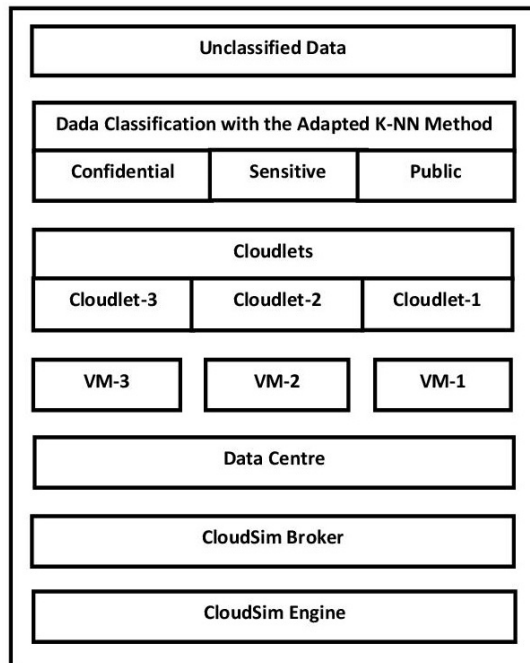 Unclassified Data
Dada Classification with the Adapted K-NN Method
Confidential
Sensitive
Public
Cloudlets
Cloudlet-3
Cloudlet-2
Cloudlet-1
VM-3
VM-2
VM-1
Data Centre
CloudSim Broker
CloudSim Engine